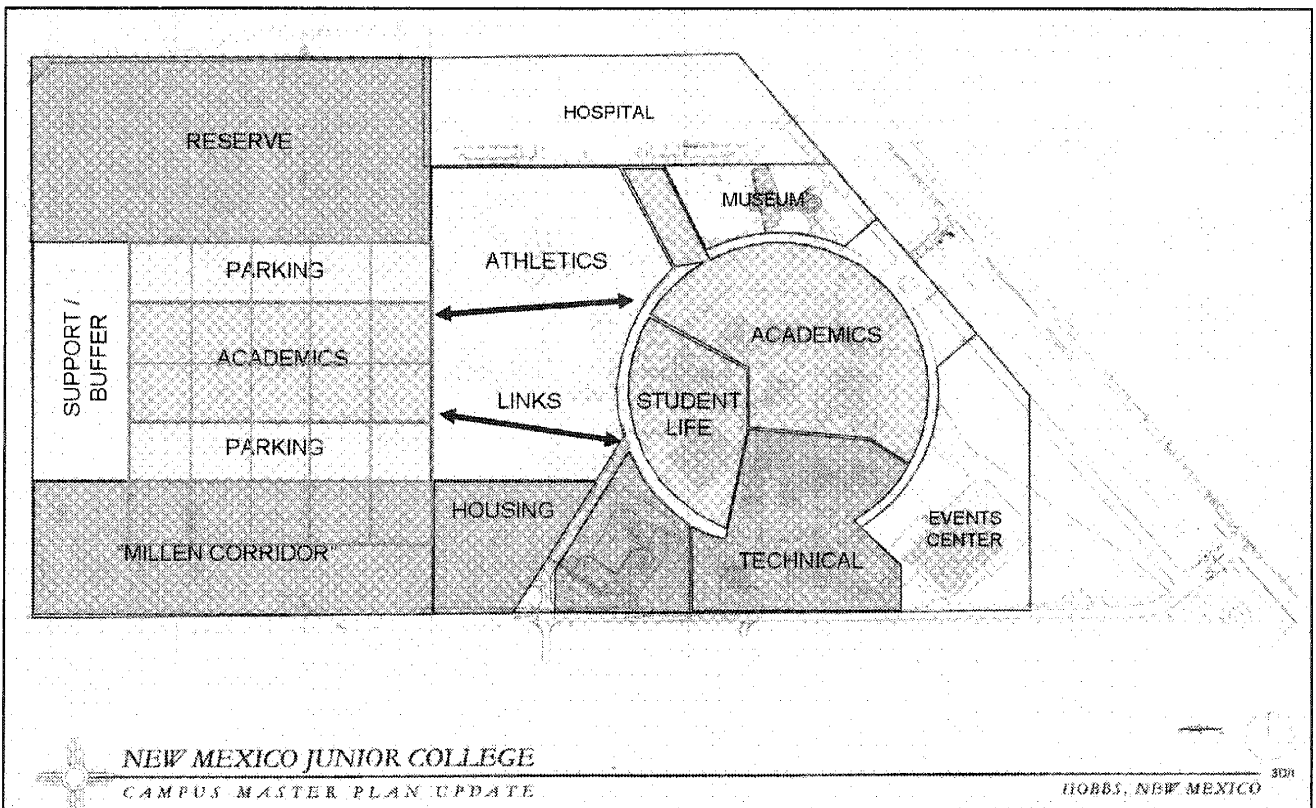 RESERVE
HOSPITAL
MUSEUM
PARKING
ATHLETICS
SUPPORT /
BUFFER
ACADEMICS
ACADEMICS
LINKS
STUDENT
LIFE
PARKING
HOUSING
"MILLEN CORRIDOR"
TECHNICAL
EVENTS
CENTER
NEW MEXICO JUNIOR COLLEGE
CAMPUS MASTER PLAN UPDATE
HOBBS, NEW MEXICO